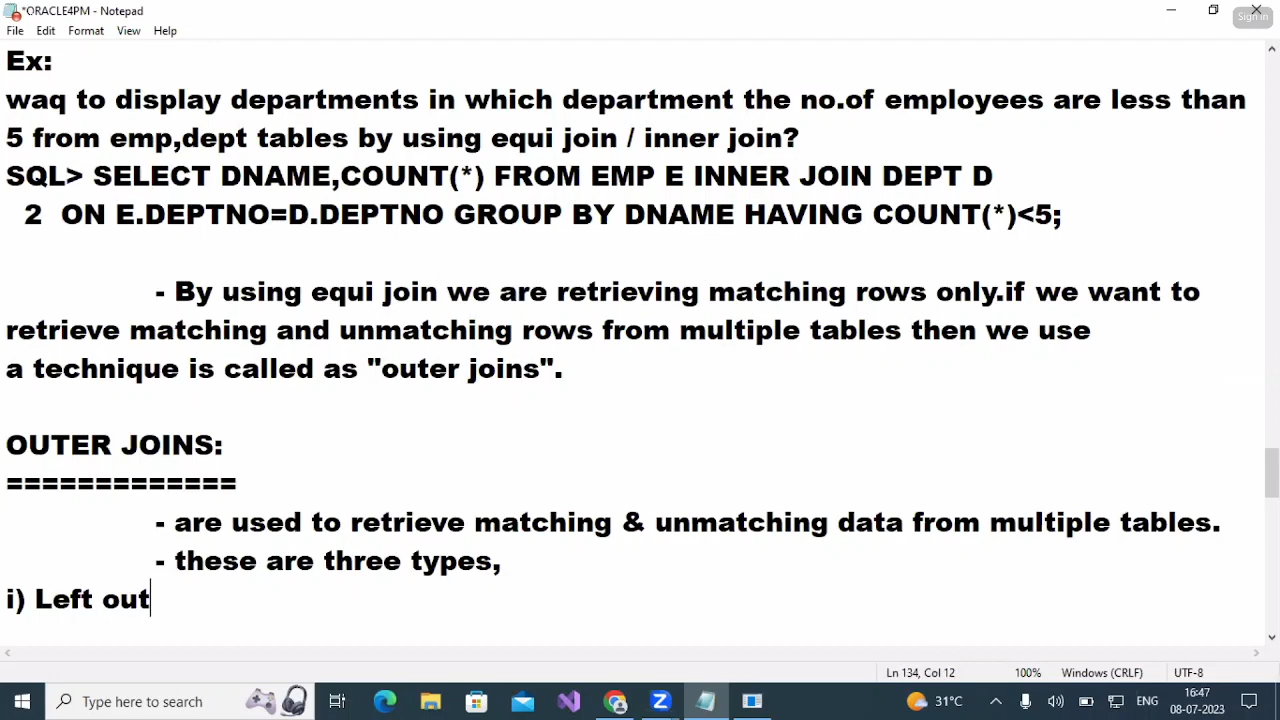 *ORACLE4PM - Notepad
Sign in
File Edit Format View Help
Ex:
waq to display departments in which department the no.of employees are less than
5 from emp,dept tables by using equi join / inner join?
SQL> SELECT DNAME,COUNT(*) FROM EMP E INNER JOIN DEPT D
2 ON E.DEPTNO=D.DEPTNO GROUP BY DNAME HAVING COUNT(*)<5;
- By using equi join we are retrieving matching rows only.if we want to
retrieve matching and unmatching rows from multiple tables then we use
a technique is called as "outer joins".
OUTER JOINS:
=============
- are used to retrieve matching & unmatching data from multiple tables.
- these are three types,
i) Left out
Ln 134, Col 12 100% Windows (CRLF) UTF-8
Type here to search 31°C ENG 16:47
08-07-2023